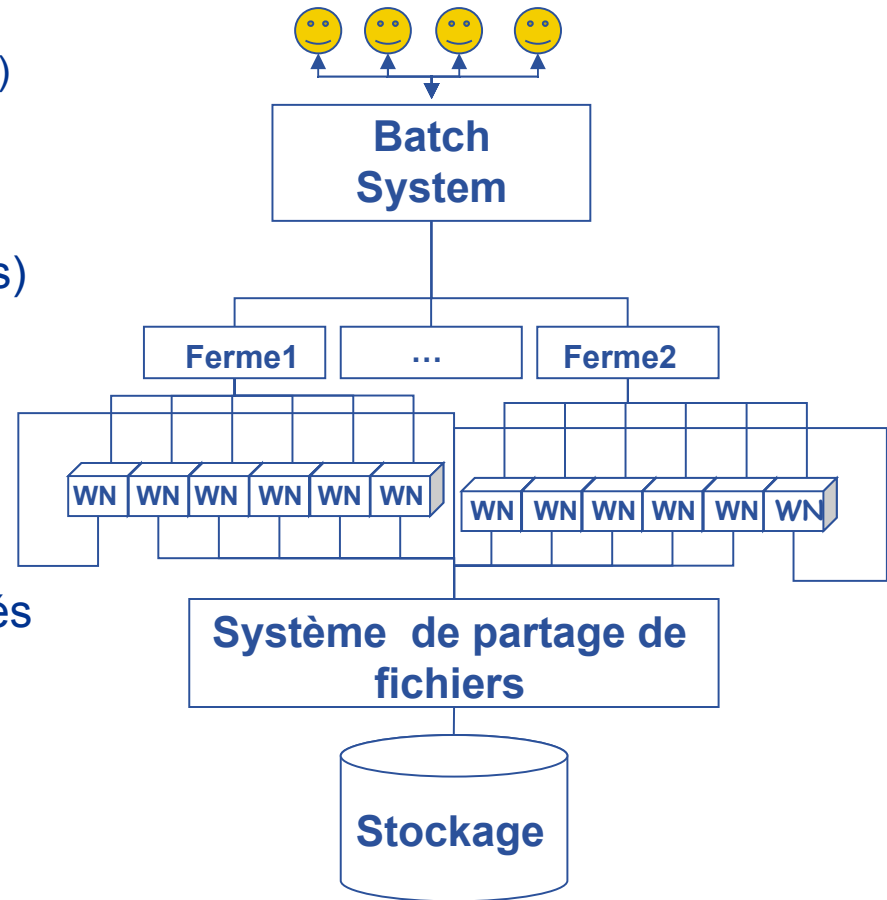 )
Batch
System
s)
Ferme1 ... Ferme2
WN WN WN WN WN WN
WN WN WN WN WN WN
és
Système de partage de
fichiers
Stockage